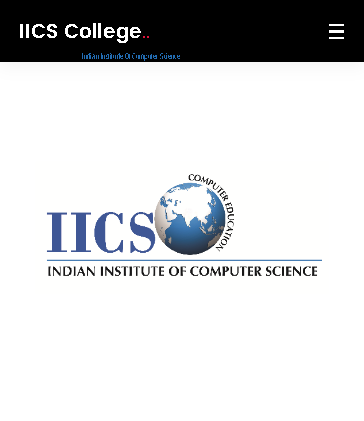 IICS College..
Indian Institute Of Computer Science
COMPUTER EDUCATION
IICS
INDIAN INSTITUTE OF COMPUTER SCIENCE